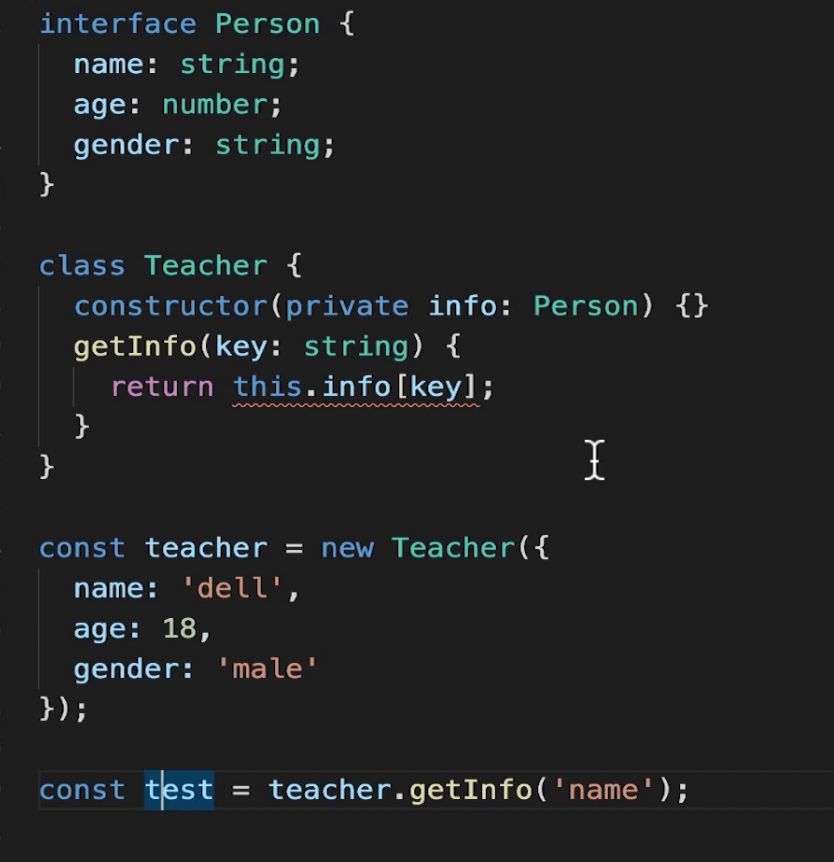 interface Person {
  name: string;
  age: number;
  gender: string;
}
class Teacher {
  constructor(private info: Person) {}
  getInfo(key: string) {
    return this.info[key];
  }
}
const teacher = new Teacher({
  name: 'dell',
  age: 18,
  gender: 'male'
});
const test = teacher.getInfo('name');